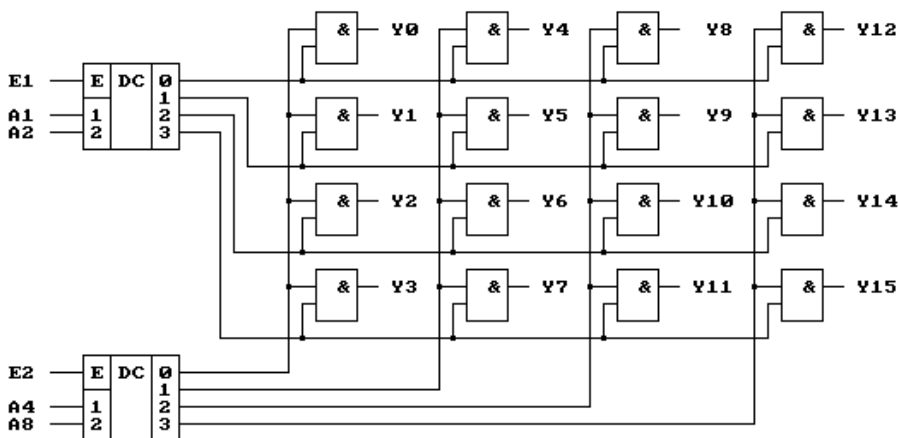 & Y0 & Y4 & Y8 & Y12
E1 E DC 0
1
A1 1 2 & Y1 & Y5 & Y9 & Y13
A2 2 3
& Y2 & Y6 & Y10 & Y14
& Y3 & Y7 & Y11 & Y15
E2 E DC 0
1
A4 1 2
A8 2 3